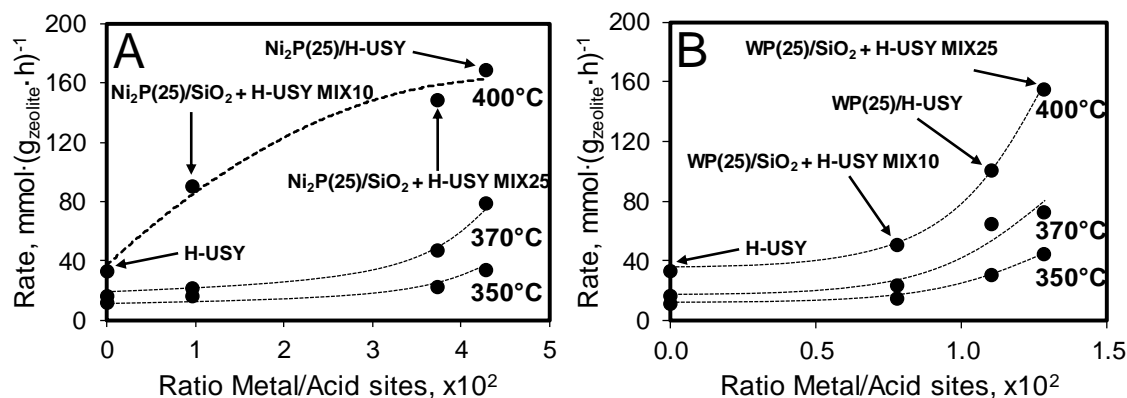 A
Rate, mmol·(g_zeolite·h)⁻¹
200
160
120
80
40
0
Ni₂P(25)/H-USY
Ni₂P(25)/SiO₂ + H-USY MIX10
400°C
Ni₂P(25)/SiO₂ + H-USY MIX25
370°C
H-USY
350°C
0 1 2 3 4 5
Ratio Metal/Acid sites, x10²
B
Rate, mmol·(g_zeolite·h)⁻¹
200
160
120
80
40
0
WP(25)/SiO₂ + H-USY MIX25
400°C
WP(25)/H-USY
WP(25)/SiO₂ + H-USY MIX10
H-USY
370°C
350°C
0.0 0.5 1.0 1.5
Ratio Metal/Acid sites, x10²